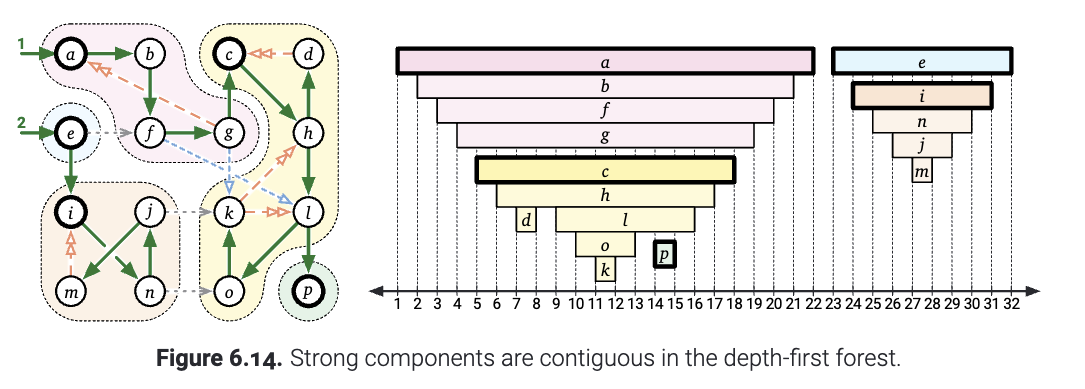 1 a b c d
2 e f g h
i j k l
m n o p
a e
b i
f n
g j
c m
h
d l
o p
k
1 2 3 4 5 6 7 8 9 10 11 12 13 14 15 16 17 18 19 20 21 22 23 24 25 26 27 28 29 30 31 32
Figure 6.14. Strong components are contiguous in the depth-first forest.